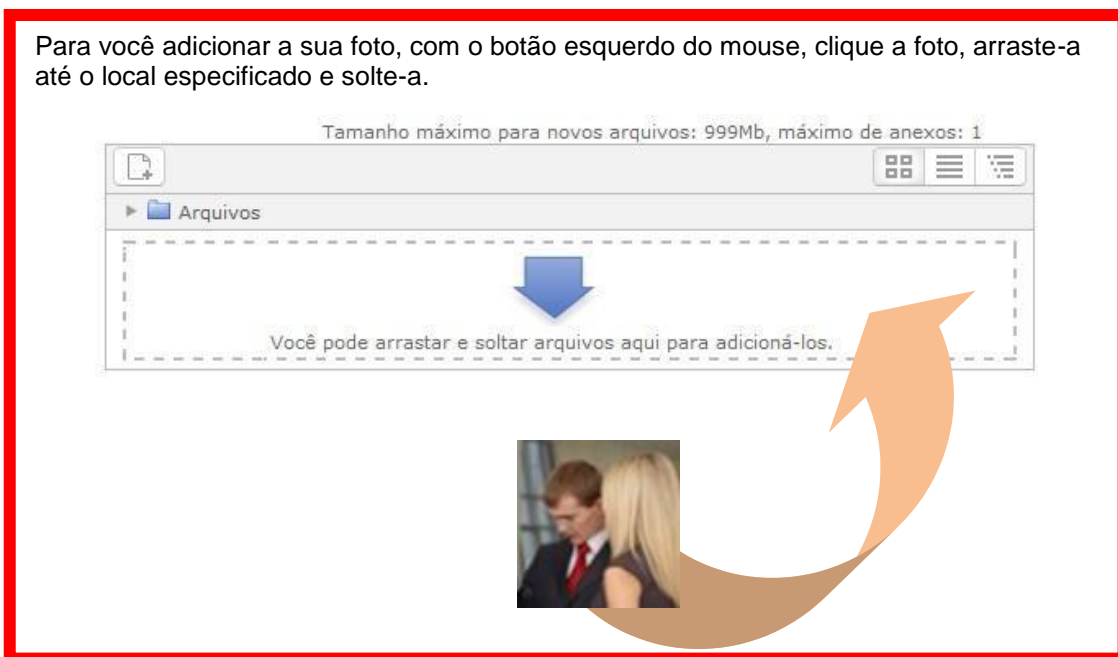 Para você adicionar a sua foto, com o botão esquerdo do mouse, clique a foto, arraste-a
até o local especificado e solte-a.
Tamanho máximo para novos arquivos: 999Mb, máximo de anexos: 1
Arquivos
Você pode arrastar e soltar arquivos aqui para adicioná-los.